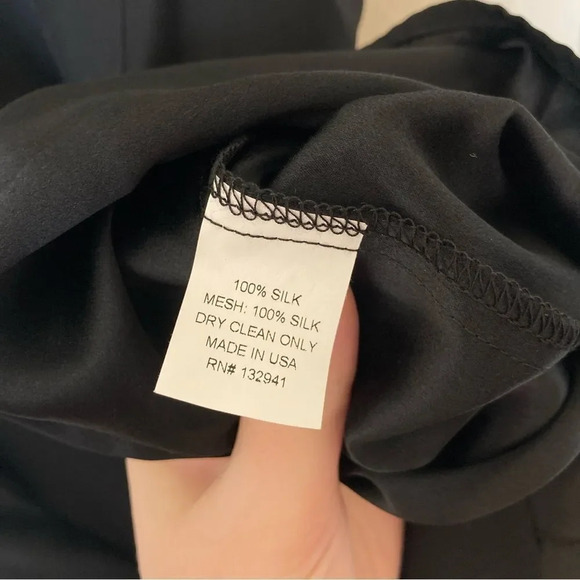 100% SILK
MESH: 100% SILK
DRY CLEAN ONLY
MADE IN USA
RN# 132941